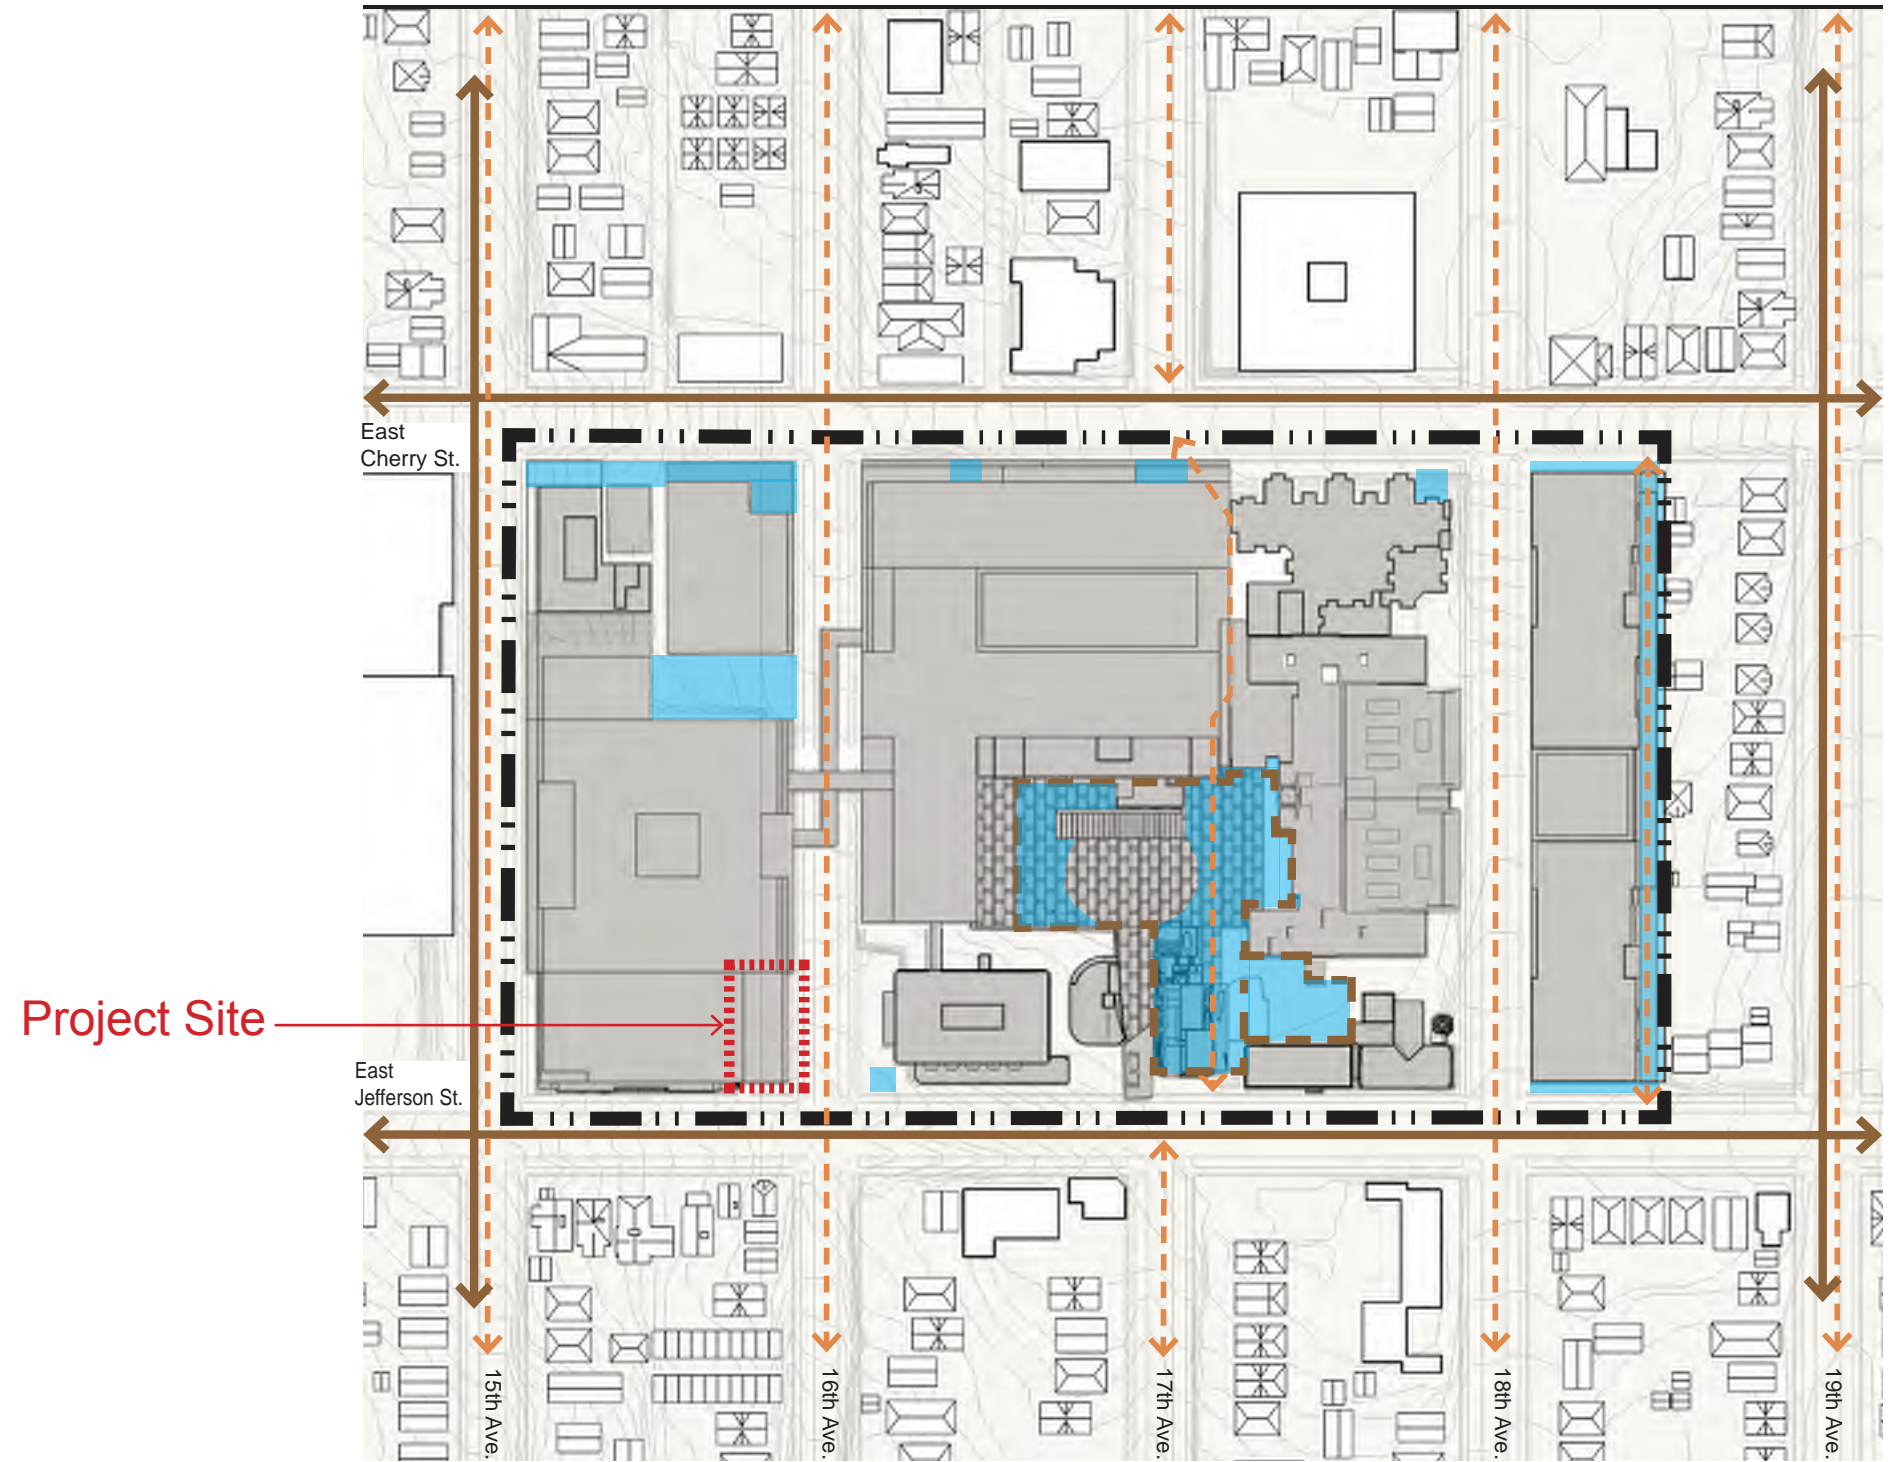 East
Cherry St.
Project Site
East
Jefferson St.
15th Ave.
16th Ave.
17th Ave.
18th Ave.
19th Ave.